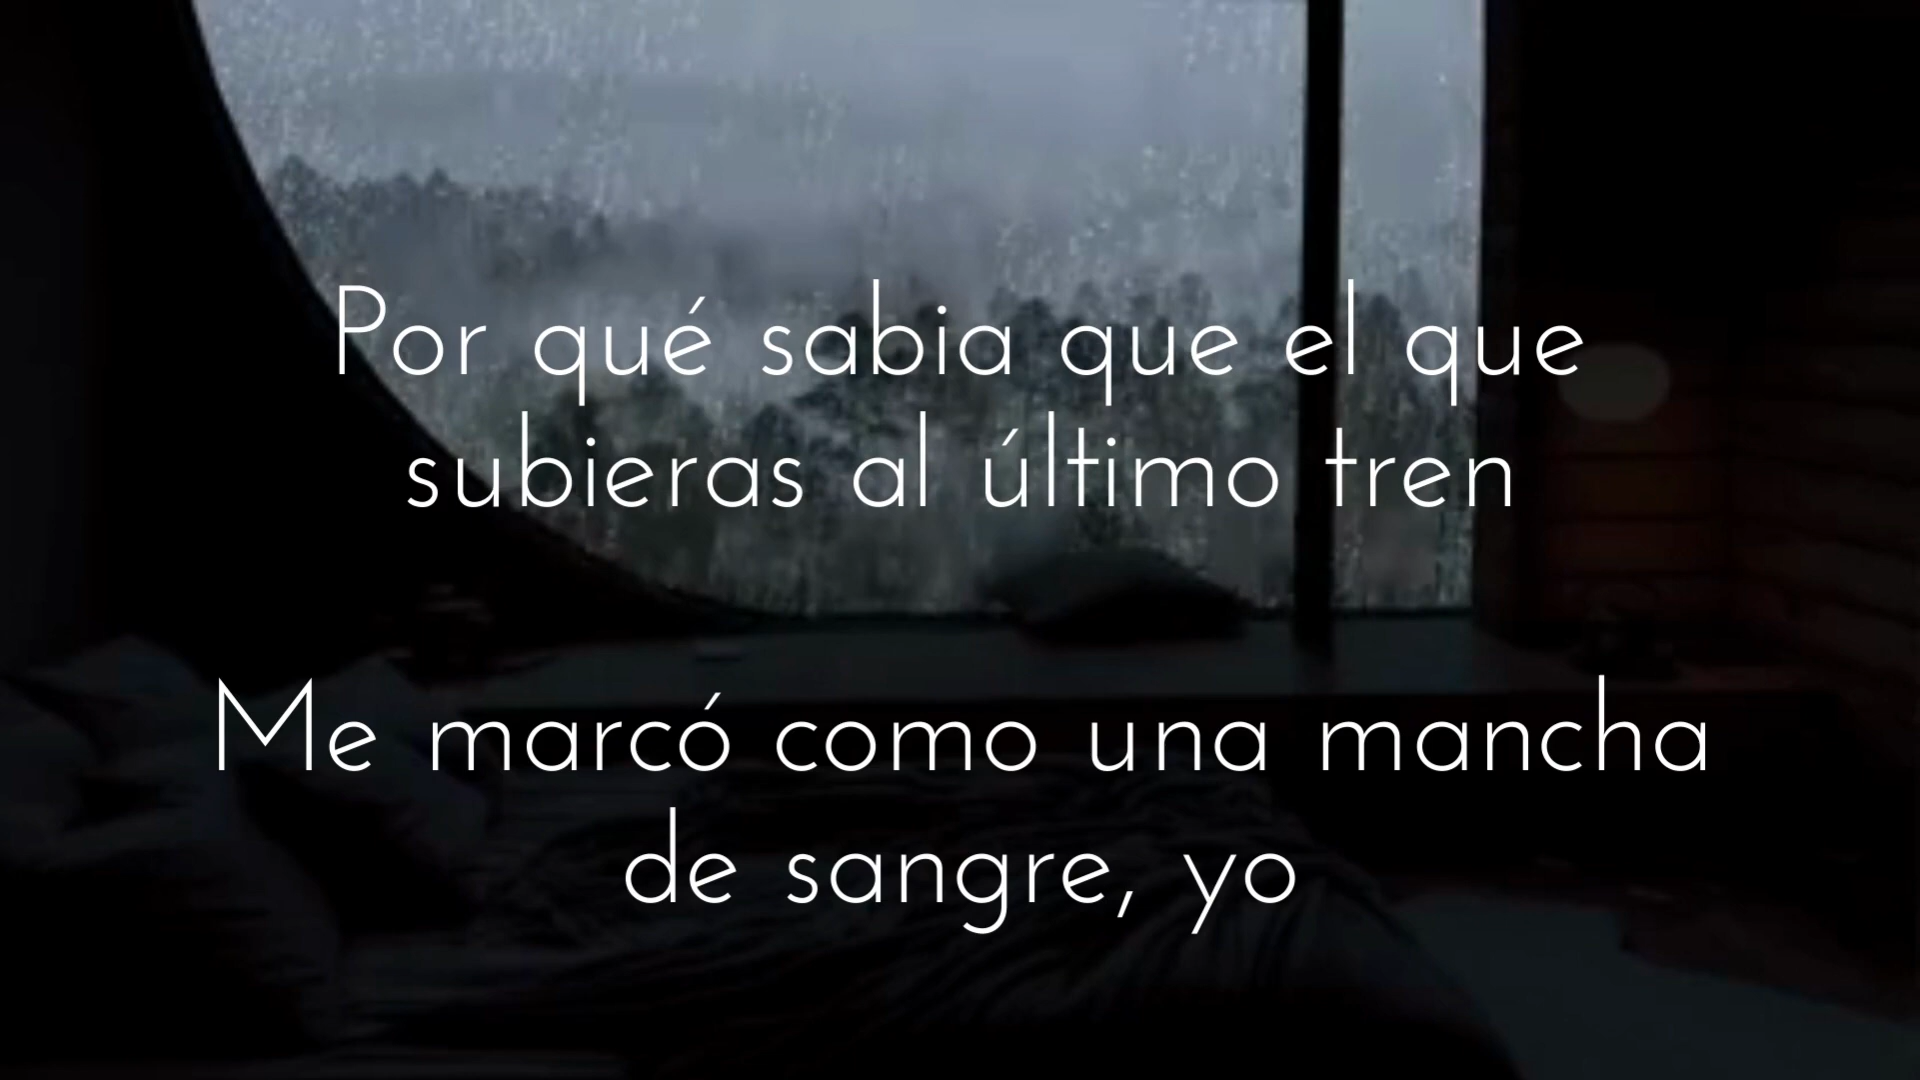 Por qué sabia que el que
subieras al último tren
Me marcó como una mancha
de sangre, yo